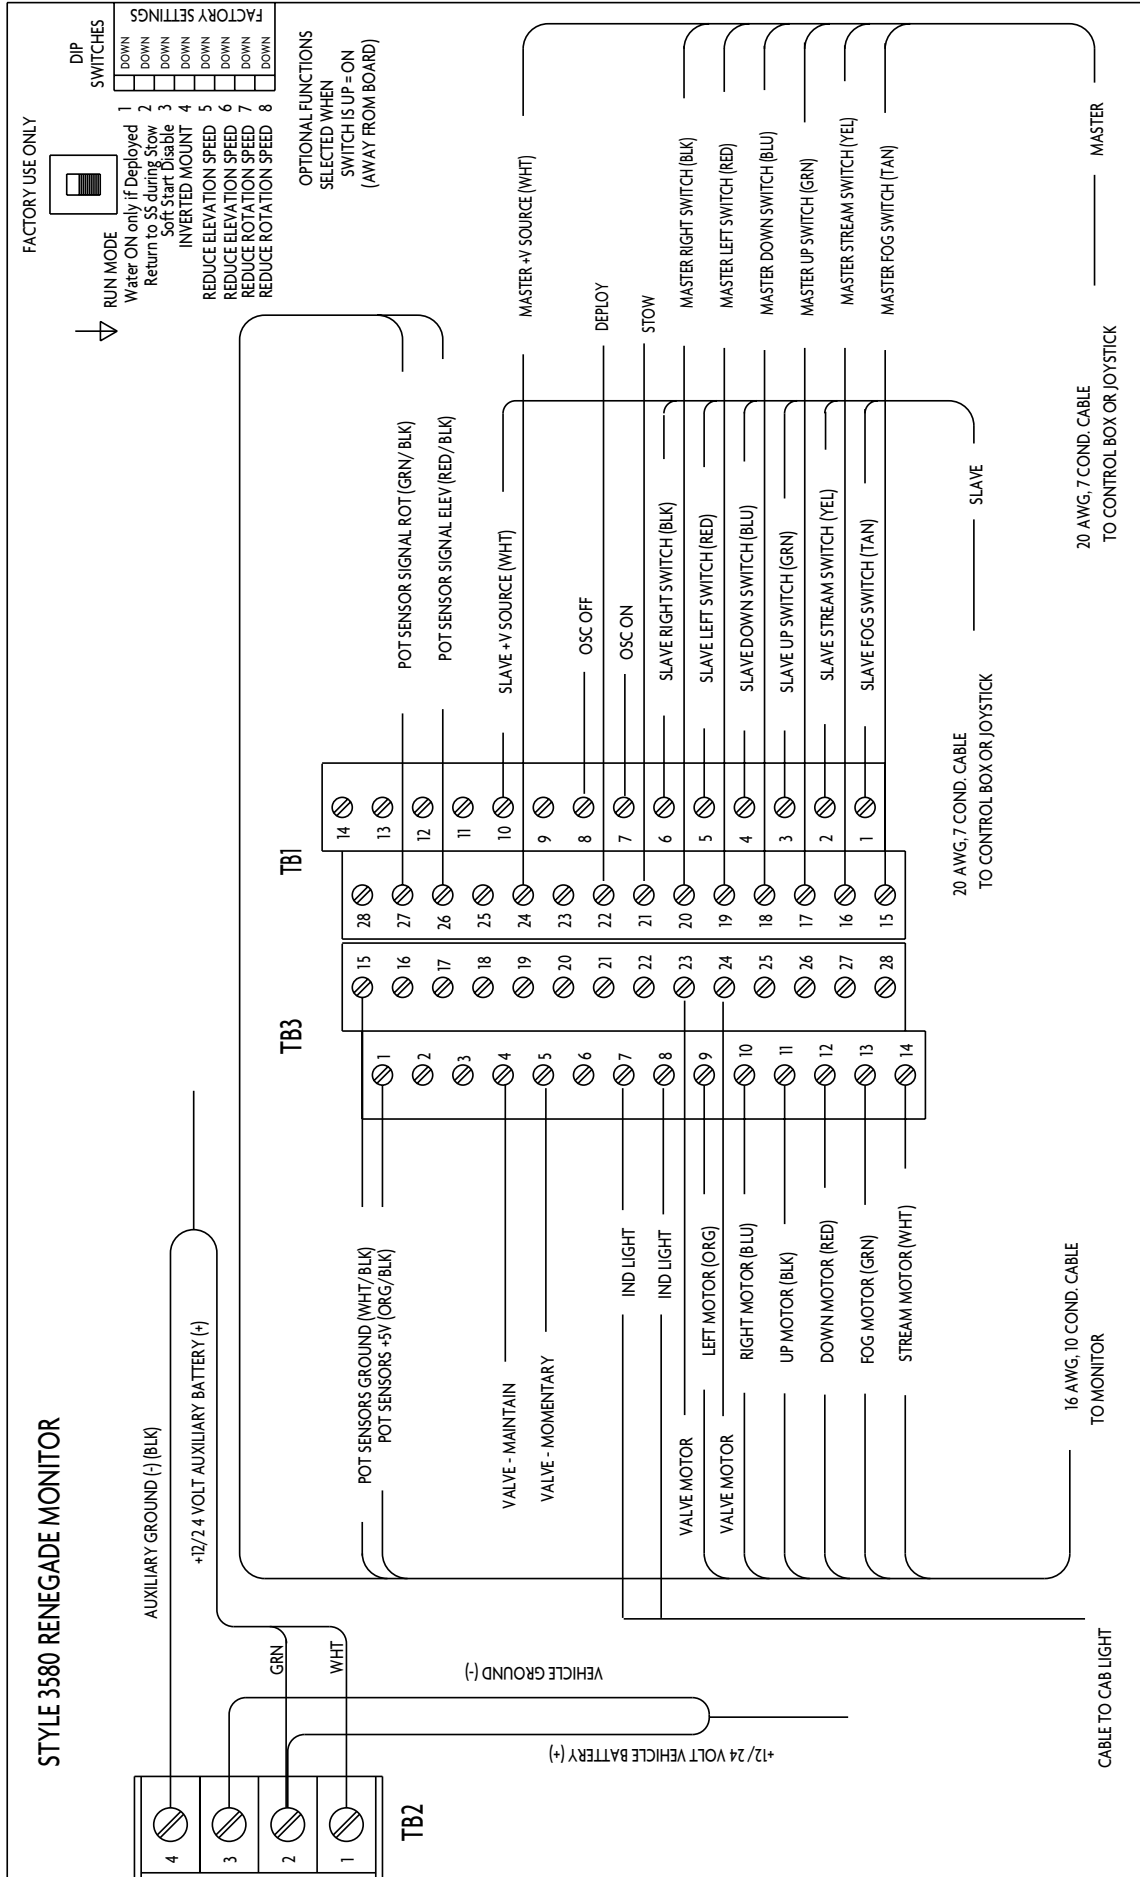 STYLE 3580 RENEGADE MONITOR
FACTORY USE ONLY
RUN MODE
DIP
SWITCHES
FACTORY SETTINGS
1 DOWN
2 DOWN
3 DOWN
4 DOWN
5 DOWN
6 DOWN
7 DOWN
8 DOWN
Water ON only if Deployed
Return to SS during Stow
Soft Start Disable
INVERTED MOUNT
REDUCE ELEVATION SPEED
REDUCE ELEVATION SPEED
REDUCE ROTATION SPEED
REDUCE ROTATION SPEED
OPTIONAL FUNCTIONS
SELECTED WHEN
SWITCH IS UP = ON
(AWAY FROM BOARD)
AUXILIARY GROUND (-) (BLK)
+12/2 4 VOLT AUXILIARY BATTERY (+)
GRN
WHT
VEHICLE GROUND (-)
+12/24 VOLT VEHICLE BATTERY (+)
4
3
2
1
TB2
TB3
15
16
17
18
19
20
21
22
23
24
25
26
27
28
1
2
3
4
5
6
7
8
9
10
11
12
13
14
TB1
14
13
12
11
10
9
8
7
6
5
4
3
2
1
28
27
26
25
24
23
22
21
20
19
18
17
16
15
POT SENSORS GROUND (WHT/BLK)
POT SENSORS +5V (ORG/BLK)
VALVE - MAINTAIN
VALVE - MOMENTARY
IND LIGHT
IND LIGHT
VALVE MOTOR
LEFT MOTOR (ORG)
VALVE MOTOR
RIGHT MOTOR (BLU)
UP MOTOR (BLK)
DOWN MOTOR (RED)
FOG MOTOR (GRN)
STREAM MOTOR (WHT)
16 AWG, 10 COND. CABLE
TO MONITOR
CABLE TO CAB LIGHT
POT SENSOR SIGNAL ROT (GRN/BLK)
POT SENSOR SIGNAL ELEV (RED/BLK)
SLAVE +V SOURCE (WHT)
MASTER +V SOURCE (WHT)
OSC OFF
DEPLOY
OSC ON
STOW
SLAVE RIGHT SWITCH (BLK)
MASTER RIGHT SWITCH (BLK)
SLAVE LEFT SWITCH (RED)
MASTER LEFT SWITCH (RED)
SLAVE DOWN SWITCH (BLU)
MASTER DOWN SWITCH (BLU)
SLAVE UP SWITCH (GRN)
MASTER UP SWITCH (GRN)
SLAVE STREAM SWITCH (YEL)
MASTER STREAM SWITCH (YEL)
SLAVE FOG SWITCH (TAN)
MASTER FOG SWITCH (TAN)
20 AWG, 7 COND. CABLE
TO CONTROL BOX OR JOYSTICK
SLAVE
20 AWG, 7 COND. CABLE
TO CONTROL BOX OR JOYSTICK
MASTER